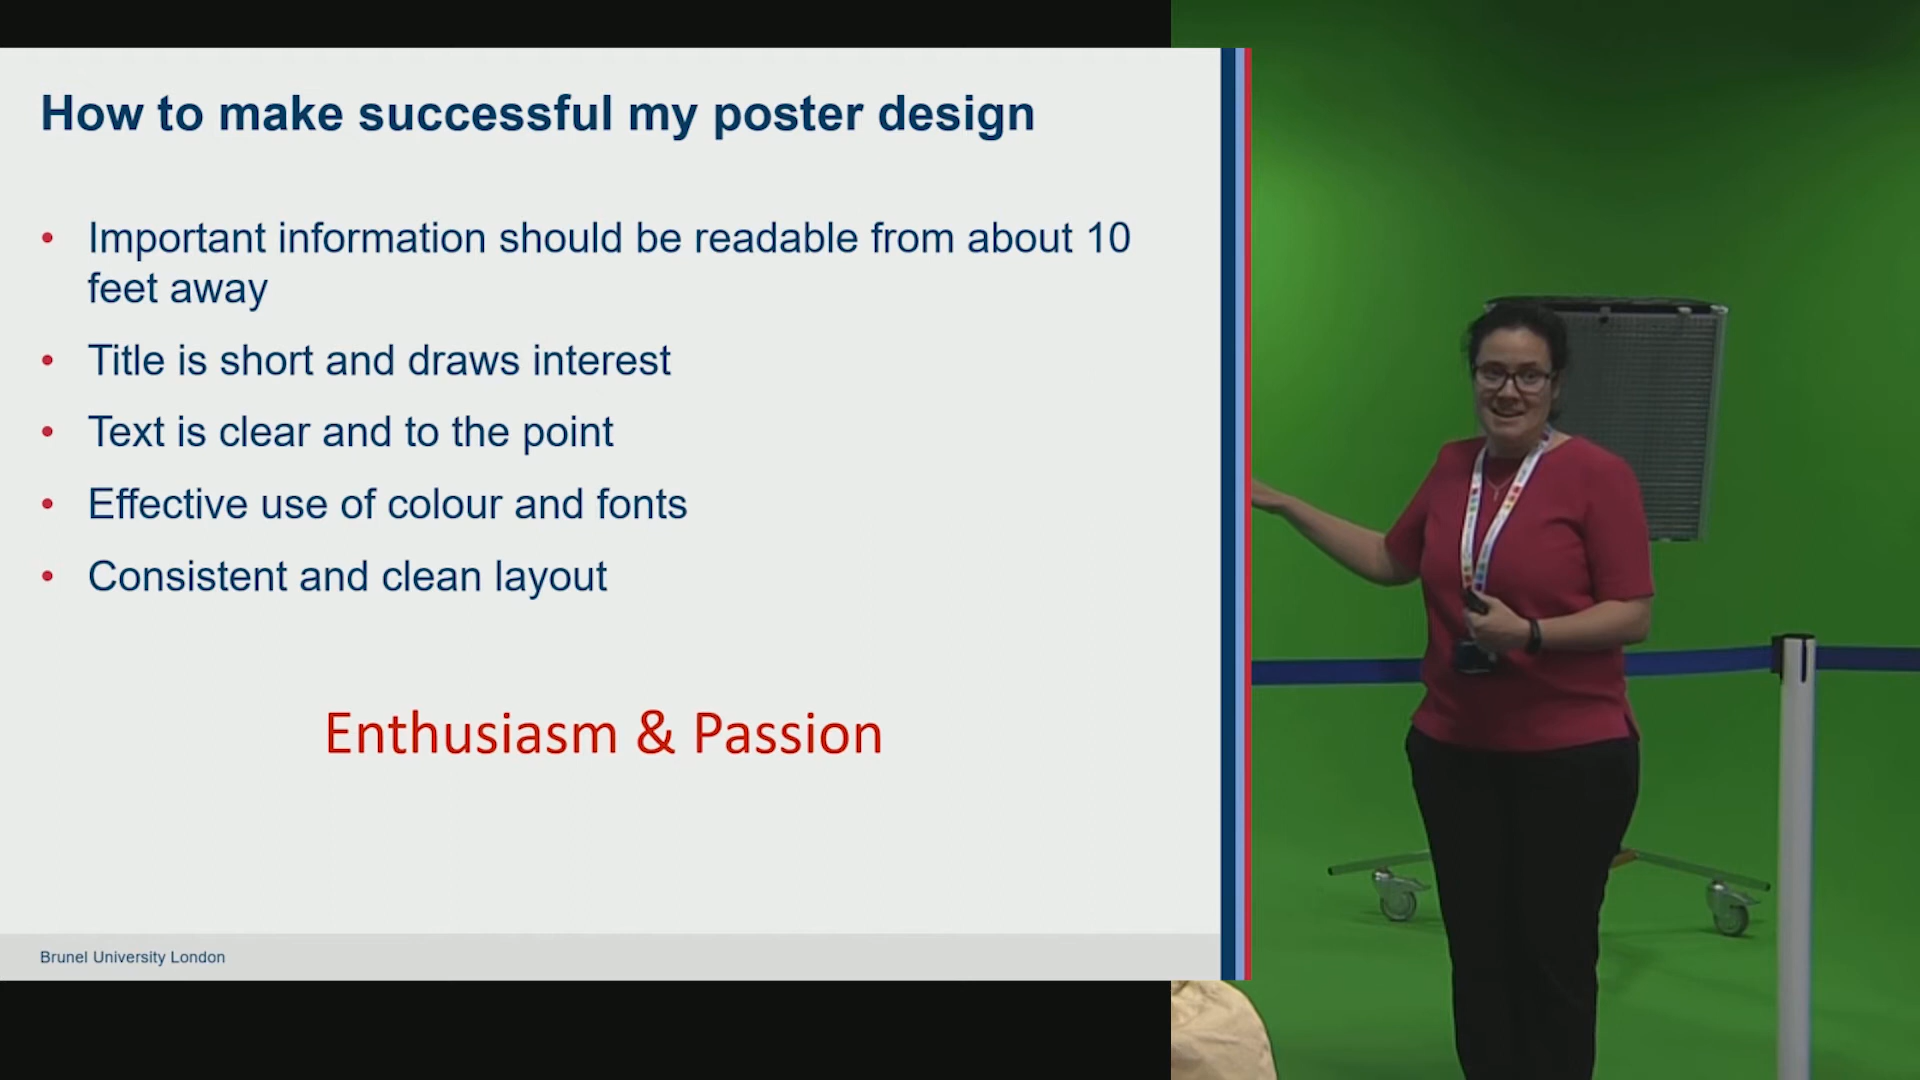 How to make successful my poster design
• Important information should be readable from about 10
feet away
• Title is short and draws interest
• Text is clear and to the point
• Effective use of colour and fonts
• Consistent and clean layout
Enthusiasm & Passion
Brunel University London